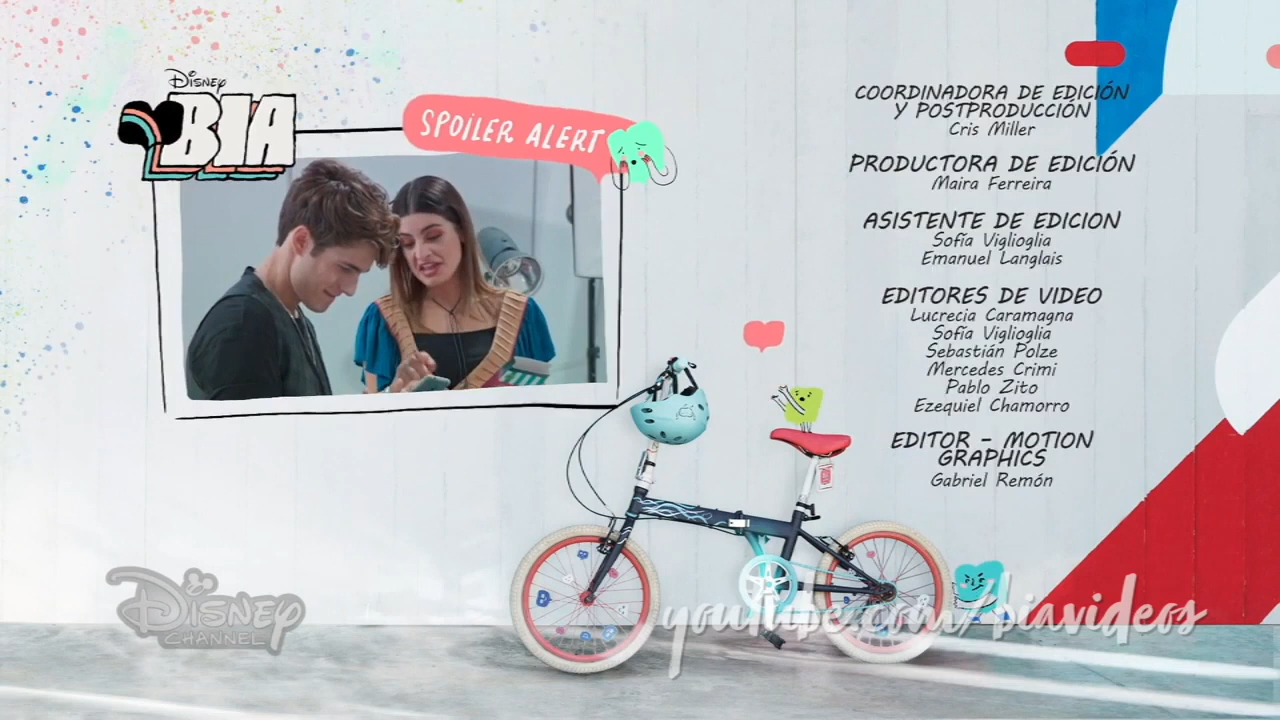 DISNEY
BIA
SPOILER ALERT
COORDINADORA DE EDICIÓN
Y POSTPRODUCCIÓN
Cris Miller
PRODUCTORA DE EDICIÓN
Maira Ferreira
ASISTENTE DE EDICION
Sofía Viglioglia
Emanuel Langlais
EDITORES DE VIDEO
Lucrecia Caramagna
Sofía Viglioglia
Sebastián Polze
Mercedes Crimi
Pablo Zito
Ezequiel Chamorro
EDITOR - MOTION
GRAPHICS
Gabriel Remón
DISNEY
CHANNEL
youtube.com/biavideos